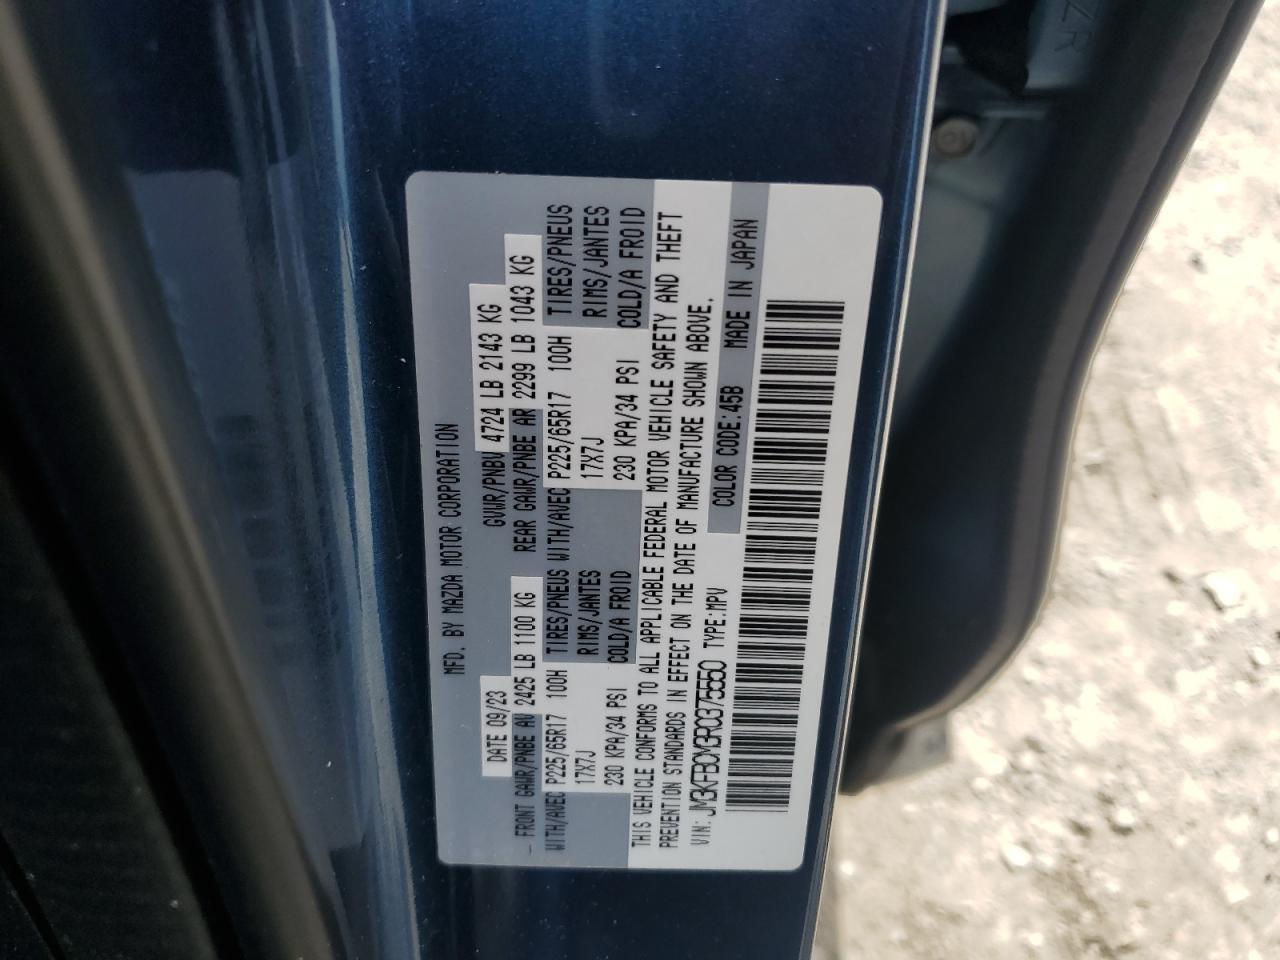 MFD. BY MAZDA MOTOR CORPORATION
DATE 09/23 GVWR/PNBV 4724 LB 2143 KG
FRONT GAWR/PNBE AV 2425 LB 1100 KG REAR GAWR/PNBE AR 2299 LB 1043 KG
WITH/AVEC P225/65R17 100H TIRES/PNEUS WITH/AVEC P225/65R17 100H TIRES/PNEUS
17X7J RIMS/JANTES 17X7J RIMS/JANTES
230 KPA/34 PSI COLD/A FROID 230 KPA/34 PSI COLD/A FROID
THIS VEHICLE CONFORMS TO ALL APPLICABLE FEDERAL MOTOR VEHICLE SAFETY AND THEFT
PREVENTION STANDARDS IN EFFECT ON THE DATE OF MANUFACTURE SHOWN ABOVE.
VIN: JM3KFBCM3R0375550 TYPE:MPV COLOR CODE:45B MADE IN JAPAN